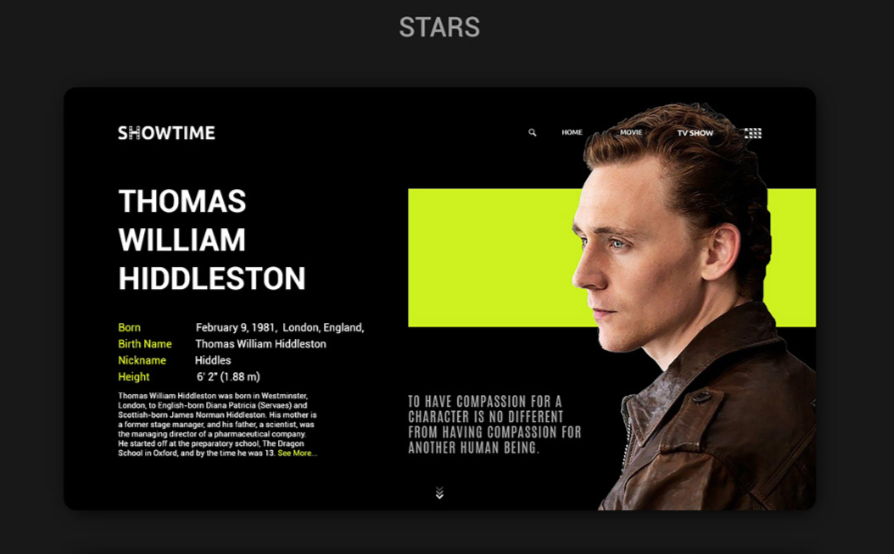 STARS
SHOWTIME
HOME MOVIE TV SHOW
THOMAS
WILLIAM
HIDDLESTON
Born February 9, 1981, London, England,
Birth Name Thomas William Hiddleston
Nickname Hiddles
Height 6' 2" (1.88 m)
Thomas William Hiddleston was born in Westminster,
London, to English-born Diana Patricia (Servaes) and
Scottish-born James Norman Hiddleston. His mother is
a former stage manager, and his father, a scientist, was
the managing director of a pharmaceutical company.
He started off at the preparatory school, The Dragon
School in Oxford, and by the time he was 13. See More...
TO HAVE COMPASSION FOR A
CHARACTER IS NO DIFFERENT
FROM HAVING COMPASSION FOR
ANOTHER HUMAN BEING.